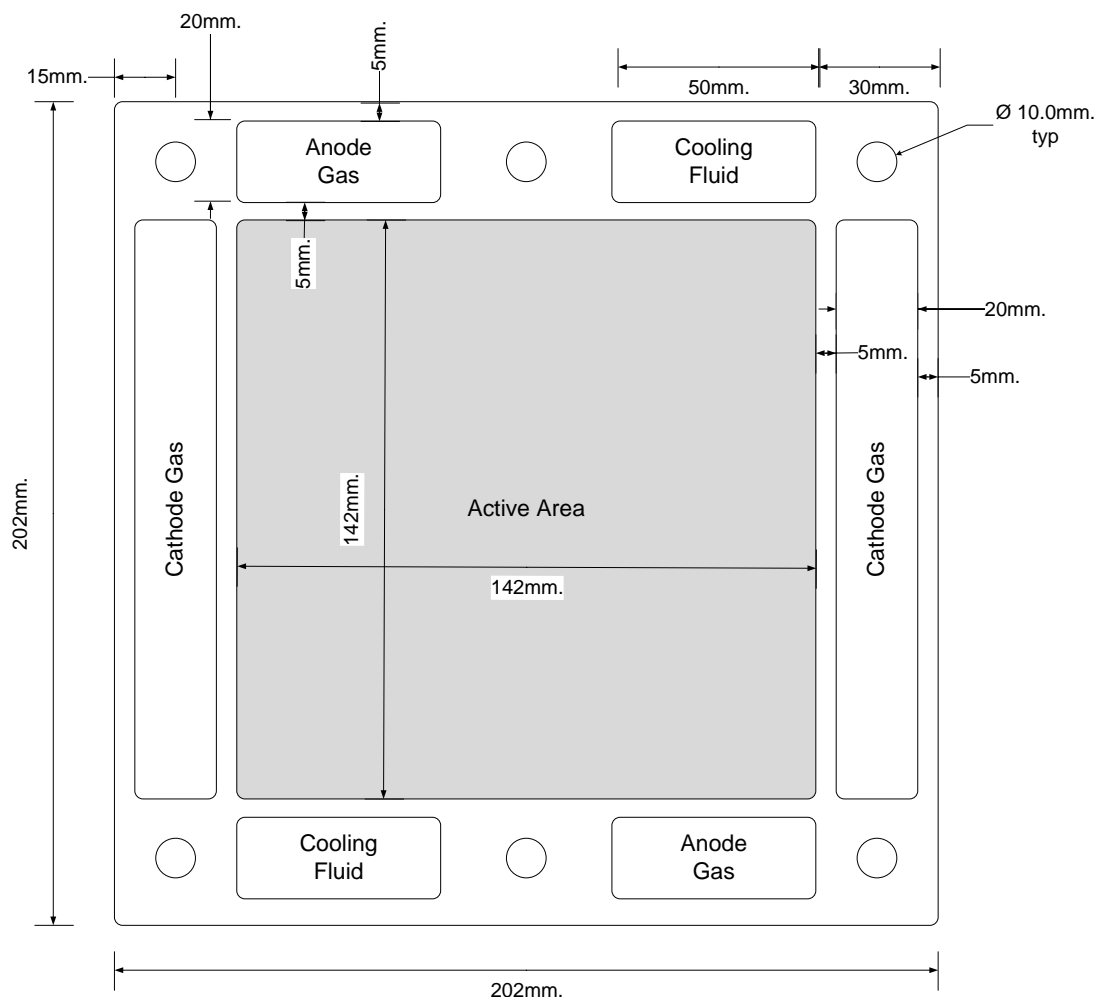 20mm.
5mm.
15mm.
50mm.
30mm.
Ø 10.0mm.
typ
Anode
Gas
Cooling
Fluid
5mm.
20mm.
5mm.
5mm.
Cathode Gas
Active Area
142mm.
142mm.
Cathode Gas
202mm.
Cooling
Fluid
Anode
Gas
202mm.